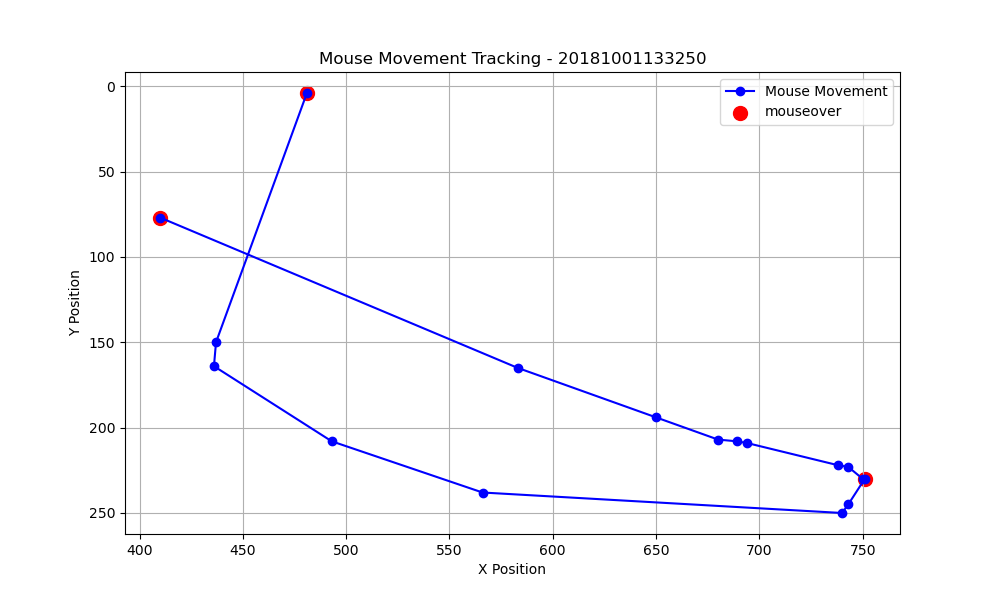 Mouse Movement Tracking - 20181001133250
Mouse Movement
mouseover
0
50
100
150
200
250
Y Position
400 450 500 550 600 650 700 750
X Position